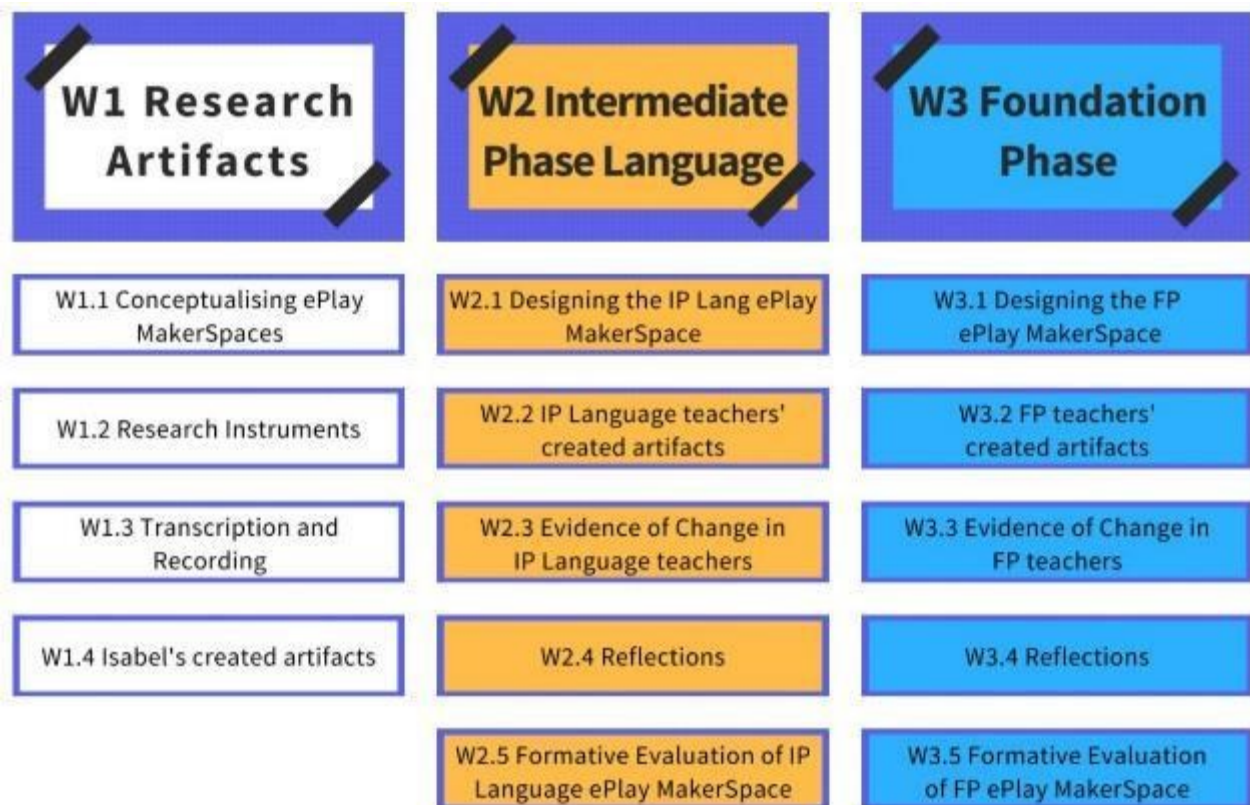 W1 Research
Artifacts
W1.1 Conceptualising ePlay
MakerSpaces
W1.2 Research Instruments
W1.3 Transcription and
Recording
W1.4 Isabel's created artifacts
W2 Intermediate
Phase Language
W2.1 Designing the IP Lang ePlay
MakerSpace
W2.2 IP Language teachers'
created artifacts
W2.3 Evidence of Change in
IP Language teachers
W2.4 Reflections
W2.5 Formative Evaluation of IP
Language ePlay MakerSpace
W3 Foundation
Phase
W3.1 Designing the FP
ePlay MakerSpace
W3.2 FP teachers'
created artifacts
W3.3 Evidence of Change in
FP teachers
W3.4 Reflections
W3.5 Formative Evaluation
of FP ePlay MakerSpace